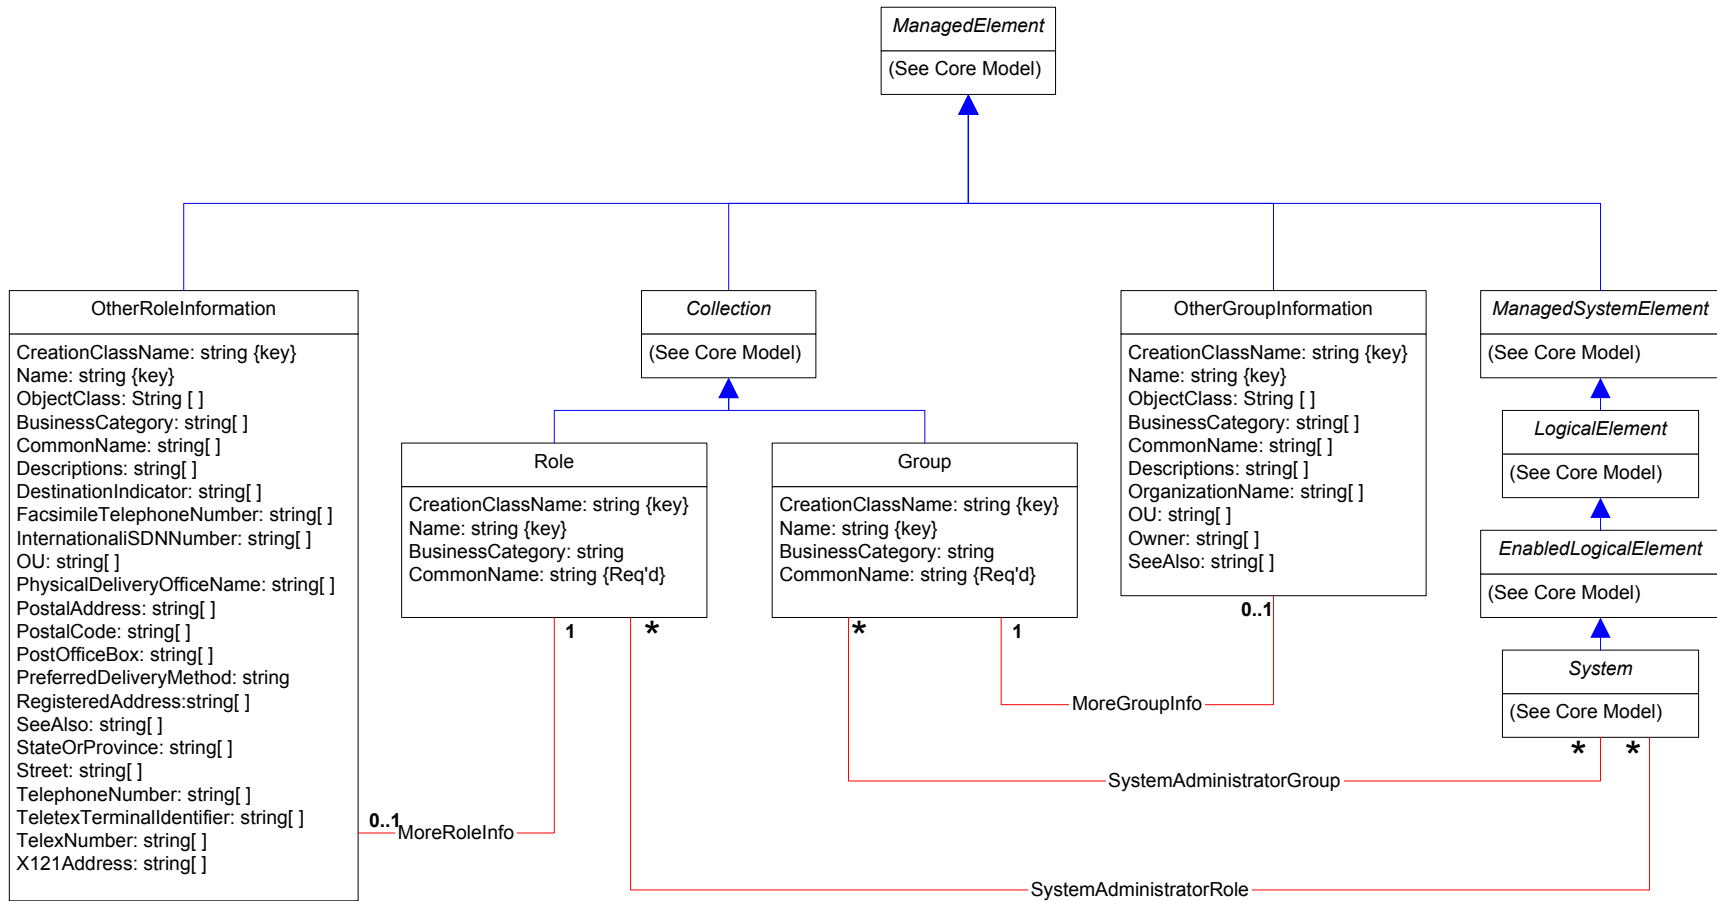 ManagedElement
(See Core Model)
OtherRoleInformation
CreationClassName: string {key}
Name: string {key}
ObjectClass: String [ ]
BusinessCategory: string[ ]
CommonName: string[ ]
Descriptions: string[ ]
DestinationIndicator: string[ ]
FacsimileTelephoneNumber: string[ ]
InternationaliSDNNumber: string[ ]
OU: string[ ]
PhysicalDeliveryOfficeName: string[ ]
PostalAddress: string[ ]
PostalCode: string[ ]
PostOfficeBox: string[ ]
PreferredDeliveryMethod: string
RegisteredAddress:string[ ]
SeeAlso: string[ ]
StateOrProvince: string[ ]
Street: string[ ]
TelephoneNumber: string[ ]
TeletexTerminalIdentifier: string[ ]
TelexNumber: string[ ]
X121Address: string[ ]
Collection
(See Core Model)
Role
CreationClassName: string {key}
Name: string {key}
BusinessCategory: string
CommonName: string {Req'd}
Group
CreationClassName: string {key}
Name: string {key}
BusinessCategory: string
CommonName: string {Req'd}
OtherGroupInformation
CreationClassName: string {key}
Name: string {key}
ObjectClass: String [ ]
BusinessCategory: string[ ]
CommonName: string[ ]
Descriptions: string[ ]
OrganizationName: string[ ]
OU: string[ ]
Owner: string[ ]
SeeAlso: string[ ]
ManagedSystemElement
(See Core Model)
LogicalElement
(See Core Model)
EnabledLogicalElement
(See Core Model)
System
(See Core Model)
1
*
*
1
0..1
MoreGroupInfo
*
*
SystemAdministratorGroup
0..1
MoreRoleInfo
SystemAdministratorRole